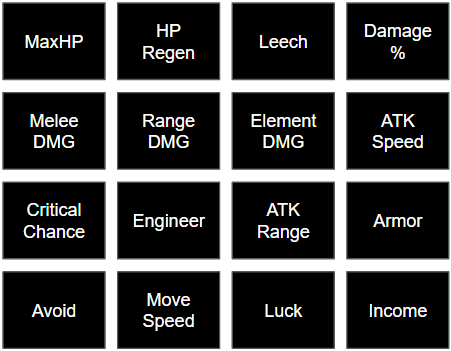 MaxHP
HP
Regen
Leech
Damage
%
Melee
DMG
Range
DMG
Element
DMG
ATK
Speed
Critical
Chance
Engineer
ATK
Range
Armor
Avoid
Move
Speed
Luck
Income